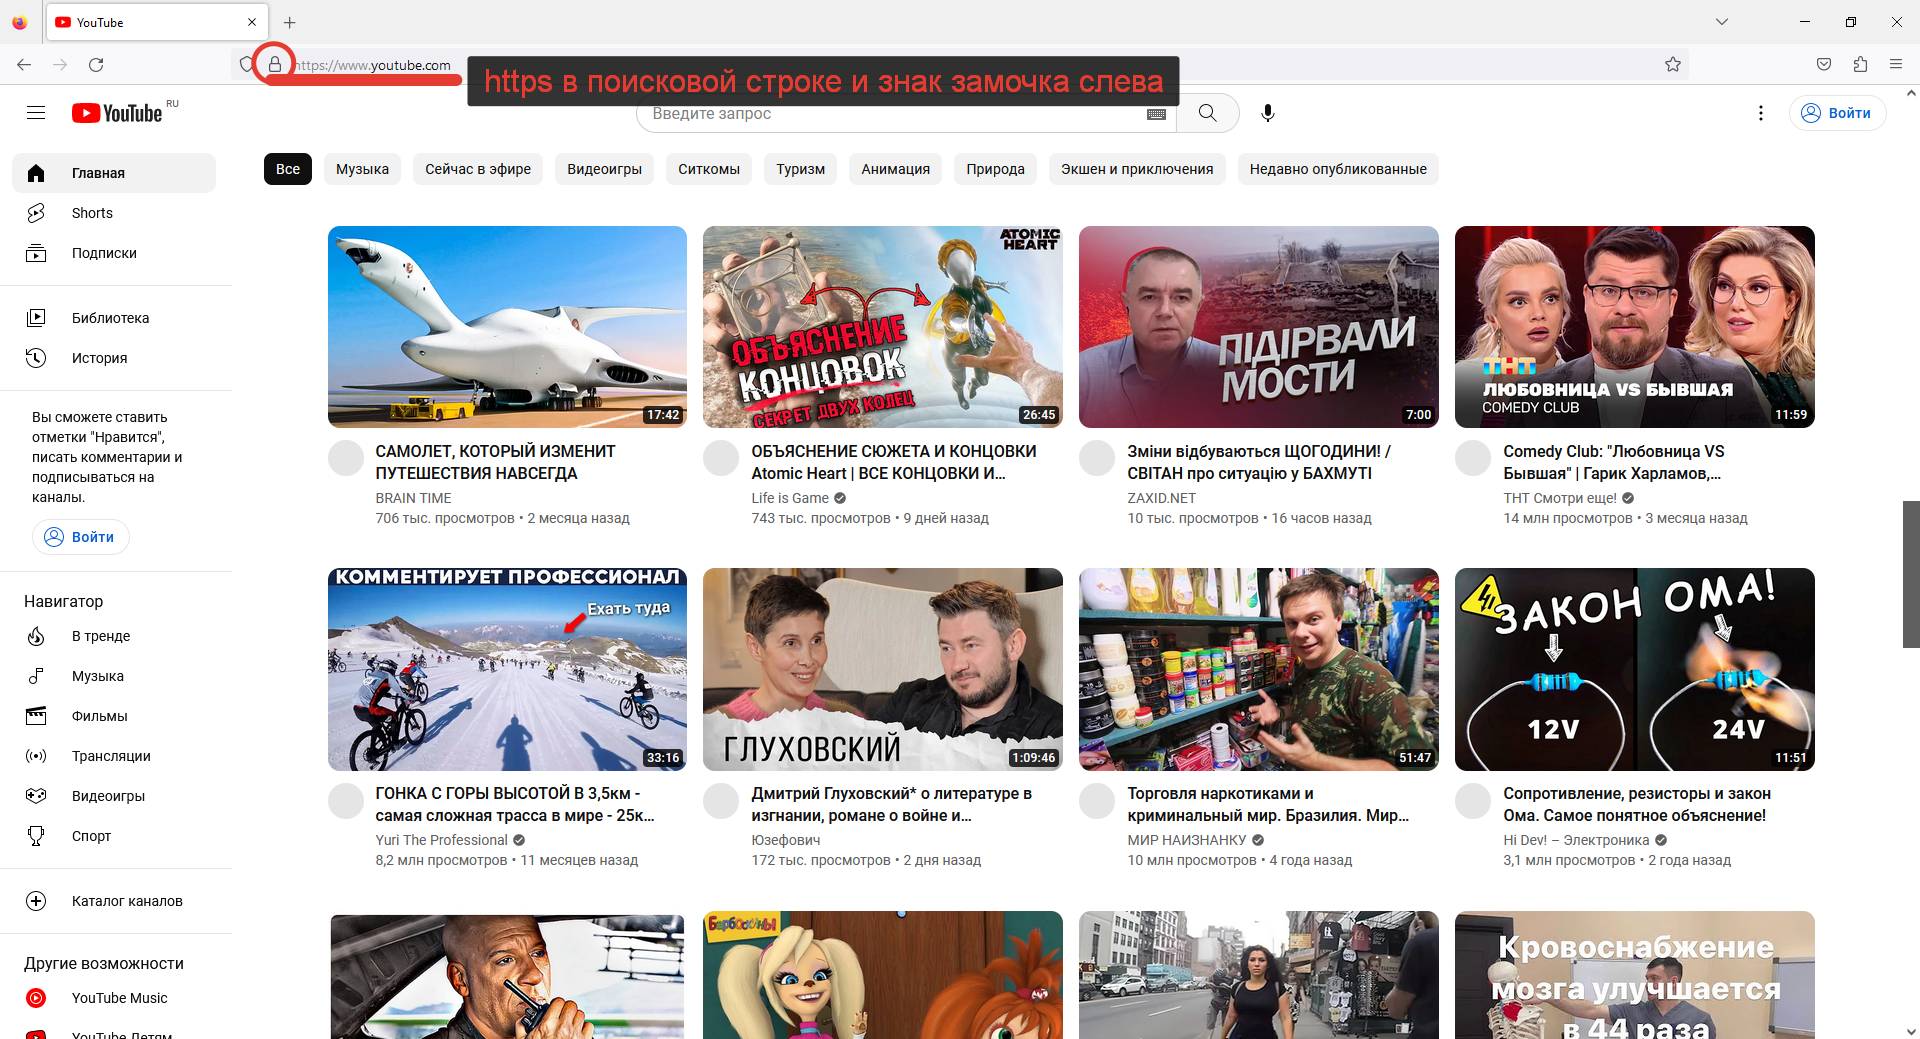 YouTube
https://www.youtube.com
https в поисковой строке и знак замочка слева
YouTube RU
Введите запрос
Войти
Главная
Shorts
Подписки
Библиотека
История
Вы сможете ставить
отметки "Нравится",
писать комментарии и
подписываться на
каналы.
Войти
Навигатор
В тренде
Музыка
Фильмы
Трансляции
Видеоигры
Спорт
Каталог каналов
Другие возможности
YouTube Music
YouTube Детям
Все
Музыка
Сейчас в эфире
Видеоигры
Ситкомы
Туризм
Анимация
Природа
Экшен и приключения
Недавно опубликованные
17:42
САМОЛЕТ, КОТОРЫЙ ИЗМЕНИТ
ПУТЕШЕСТВИЯ НАВСЕГДА
BRAIN TIME
706 тыс. просмотров • 2 месяца назад
ATOMIC
HEART
ОБЪЯСНЕНИЕ
КОНЦОВОК
СЕКРЕТ ДВУХ КОЛЕЦ
26:45
ОБЪЯСНЕНИЕ СЮЖЕТА И КОНЦОВКИ
Atomic Heart | ВСЕ КОНЦОВКИ И...
Life is Game
743 тыс. просмотров • 9 дней назад
ПІДІРВАЛИ
МОСТИ
7:00
Зміни відбуваються ЩОГОДИНИ! /
СВІТАН про ситуацію у БАХМУТІ
ZAXID.NET
10 тыс. просмотров • 16 часов назад
ТНТ
ЛЮБОВНИЦА VS БЫВШАЯ
COMEDY CLUB
11:59
Comedy Club: "Любовница VS
Бывшая" | Гарик Харламов,...
ТНТ Смотри еще!
14 млн просмотров • 3 месяца назад
КОММЕНТИРУЕТ ПРОФЕССИОНАЛ
Ехать туда
33:16
ГОНКА С ГОРЫ ВЫСОТОЙ В 3,5км -
самая сложная трасса в мире - 25к...
Yuri The Professional
8,2 млн просмотров • 11 месяцев назад
ГЛУХОВСКИЙ
1:09:46
Дмитрий Глуховский* о литературе в
изгнании, романе о войне и...
Юзефович
172 тыс. просмотров • 2 дня назад
51:47
Торговля наркотиками и
криминальный мир. Бразилия. Мир...
МИР НАИЗНАНКУ
10 млн просмотров • 4 года назад
ЗАКОН ОМА!
12V
24V
11:51
Сопротивление, резисторы и закон
Ома. Самое понятное объяснение!
Hi Dev! – Электроника
3,1 млн просмотров • 2 года назад
Барбоскины
Кровоснабжение
мозга улучшается
в 44 раза